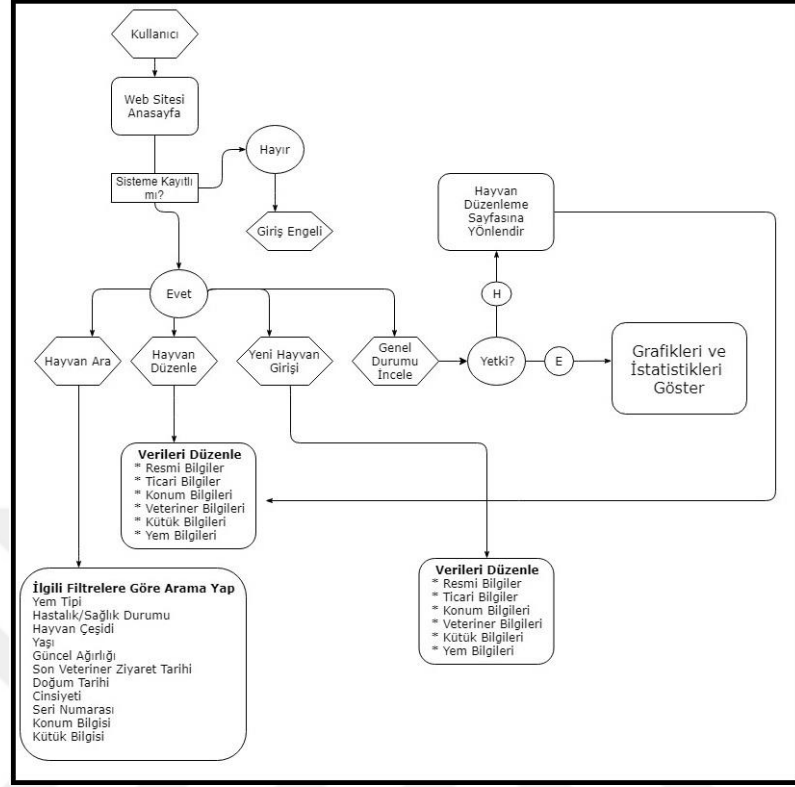 Kullanıcı
Web Sitesi
Anasayfa
Hayır
Sisteme Kayıtlı
mı?
Giriş Engeli
Hayvan
Düzenleme
Sayfasına
YÖnlendir
Evet
H
Hayvan Ara
Hayvan
Düzenle
Yeni Hayvan
Girişi
Genel
Durumu
İncele
Yetki?
E
Grafikleri ve
İstatistikleri
Göster
Verileri Düzenle
* Resmi Bilgiler
* Ticari Bilgiler
* Konum Bilgileri
* Veteriner Bilgileri
* Kütük Bilgileri
* Yem Bilgileri
Verileri Düzenle
* Resmi Bilgiler
* Ticari Bilgiler
* Konum Bilgileri
* Veteriner Bilgileri
* Kütük Bilgileri
* Yem Bilgileri
İlgili Filtrelere Göre Arama Yap
Yem Tipi
Hastalık/Sağlık Durumu
Hayvan Çeşidi
Yaşı
Güncel Ağırlığı
Son Veteriner Ziyaret Tarihi
Doğum Tarihi
Cinsiyeti
Seri Numarası
Konum Bilgisi
Kütük Bilgisi